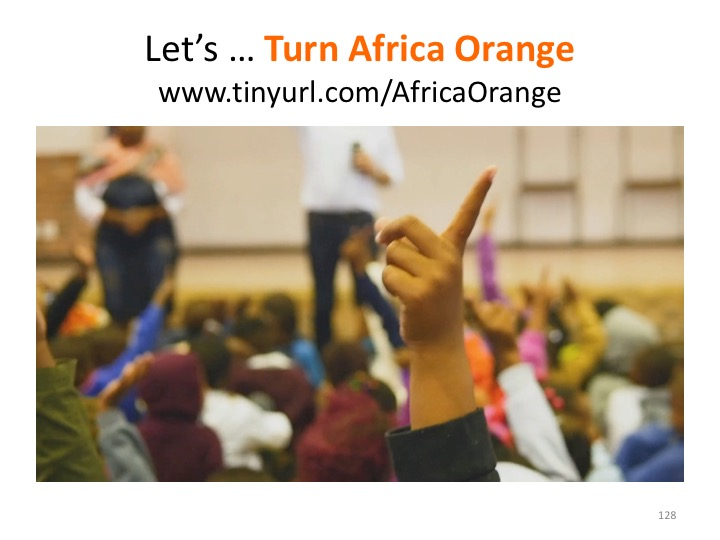 Let’s … Turn Africa Orange
www.tinyurl.com/AfricaOrange
128